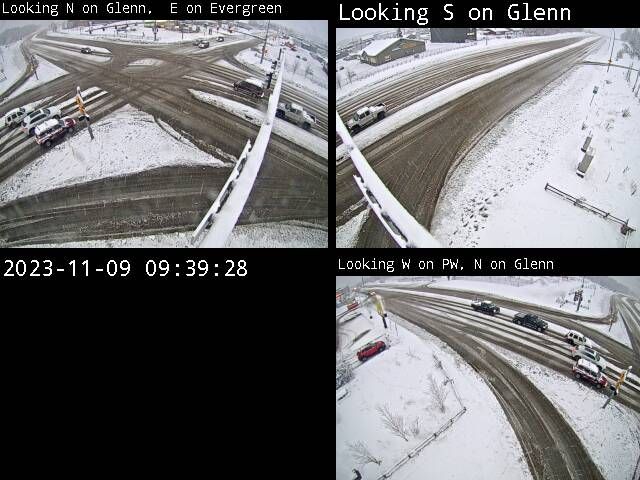 Looking N on Glenn,  E on Evergreen
Looking S on Glenn
2023-11-09 09:39:28
Looking W on PW, N on Glenn